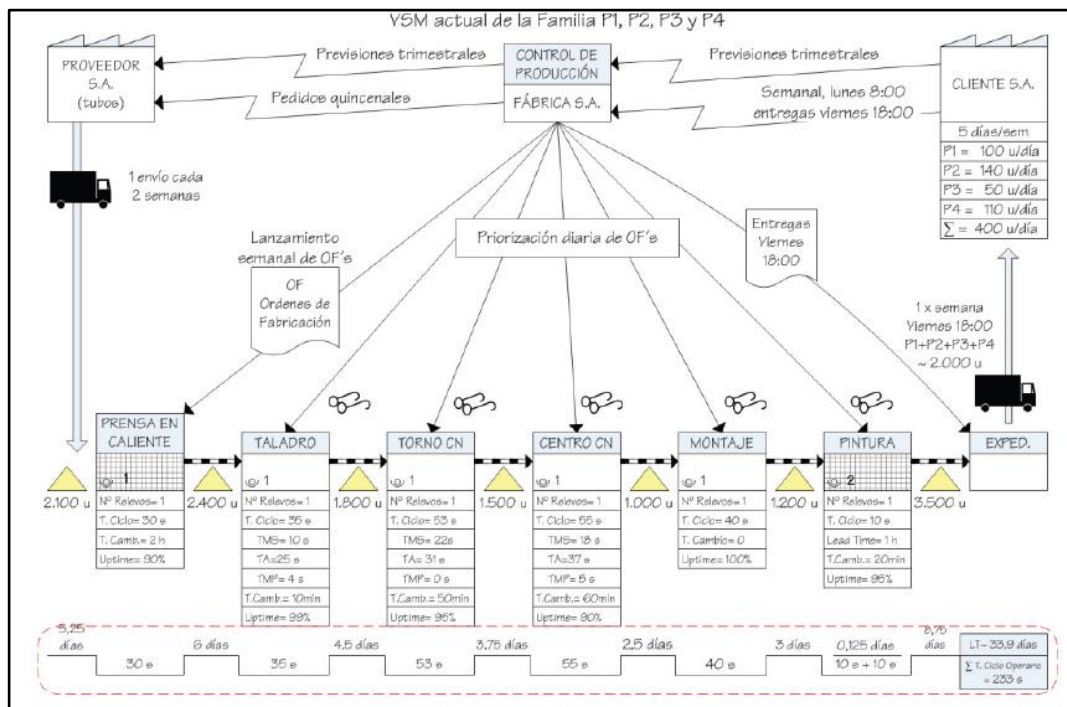 VSM actual de la Familia P1, P2, P3 y P4
PROVEEDOR
S.A.
(tubos)
Previsiones trimestrales
Pedidos quincenales
CONTROL DE
PRODUCCIÓN
FÁBRICA S.A.
Previsiones trimestrales
Semanal, lunes 8:00
entregas viernes 18:00
CLIENTE S.A.
5 días/sem
P1 = 100 u/día
P2 = 140 u/día
P3 = 50 u/día
P4 = 110 u/día
∑ = 400 u/día
1 envío cada
2 semanas
Lanzamiento
semanal de OF´s
OF
Ordenes de
Fabricación
Priorización diaria de OF´s
Entregas
Viernes
18:00
1 x semana
Viernes 18:00
P1+P2+P3+P4
~ 2.000 u
2.100 u
PRENSA EN
CALIENTE
1
Nº Relevos= 1
T. Ciclo= 30 s
T. Camb.= 2 h
Uptime= 90%
2.400 u
TALADRO
1
Nº Relevos= 1
T. Ciclo= 35 s
TMS= 10 s
TA=25 s
TMP= 4 s
T.Camb.= 10min
Uptime= 99%
1.800 u
TORNO CN
1
Nº Relevos= 1
T. Ciclo= 53 s
TMS= 22s
TA= 31 s
TMP= 0 s
T.Camb.= 50min
Uptime= 95%
1.500 u
CENTRO CN
1
Nº Relevos= 1
T. Ciclo= 55 s
TMS= 18 s
TA=37 s
TMP= 5 s
T.Camb.= 60min
Uptime= 90%
1.000 u
MONTAJE
1
Nº Relevos= 1
T. Ciclo= 40 s
T. Cambio= 0
Uptime= 100%
1.200 u
PINTURA
2
Nº Relevos= 1
T. Ciclo= 10 s
Lead Time= 1 h
T.Camb.= 20min
Uptime= 95%
3.500 u
EXPED.
5,25
días
30 s
6 días
35 s
4,5 días
53 s
3,75 días
55 s
2,5 días
40 s
3 días
0,125 días
10 s + 10 s
8,75
días
LT= 33,9 días
∑ T. Ciclo Operario
= 233 s